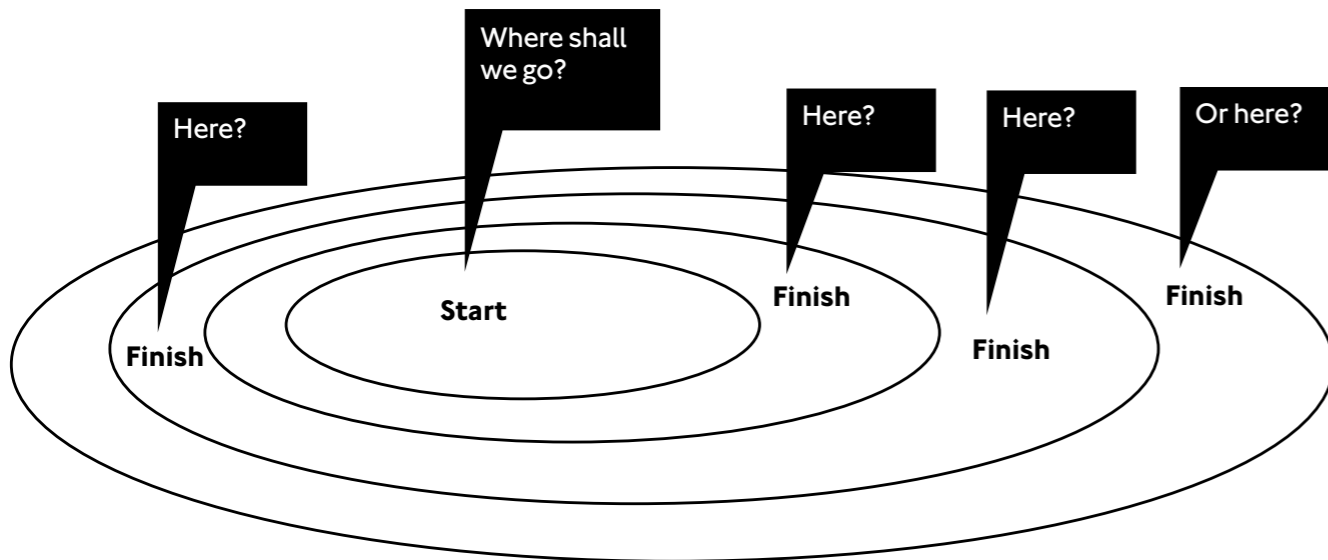 Where shall
we go?
Here?
Here?
Here?
Or here?
Start
Finish
Finish
Finish
Finish